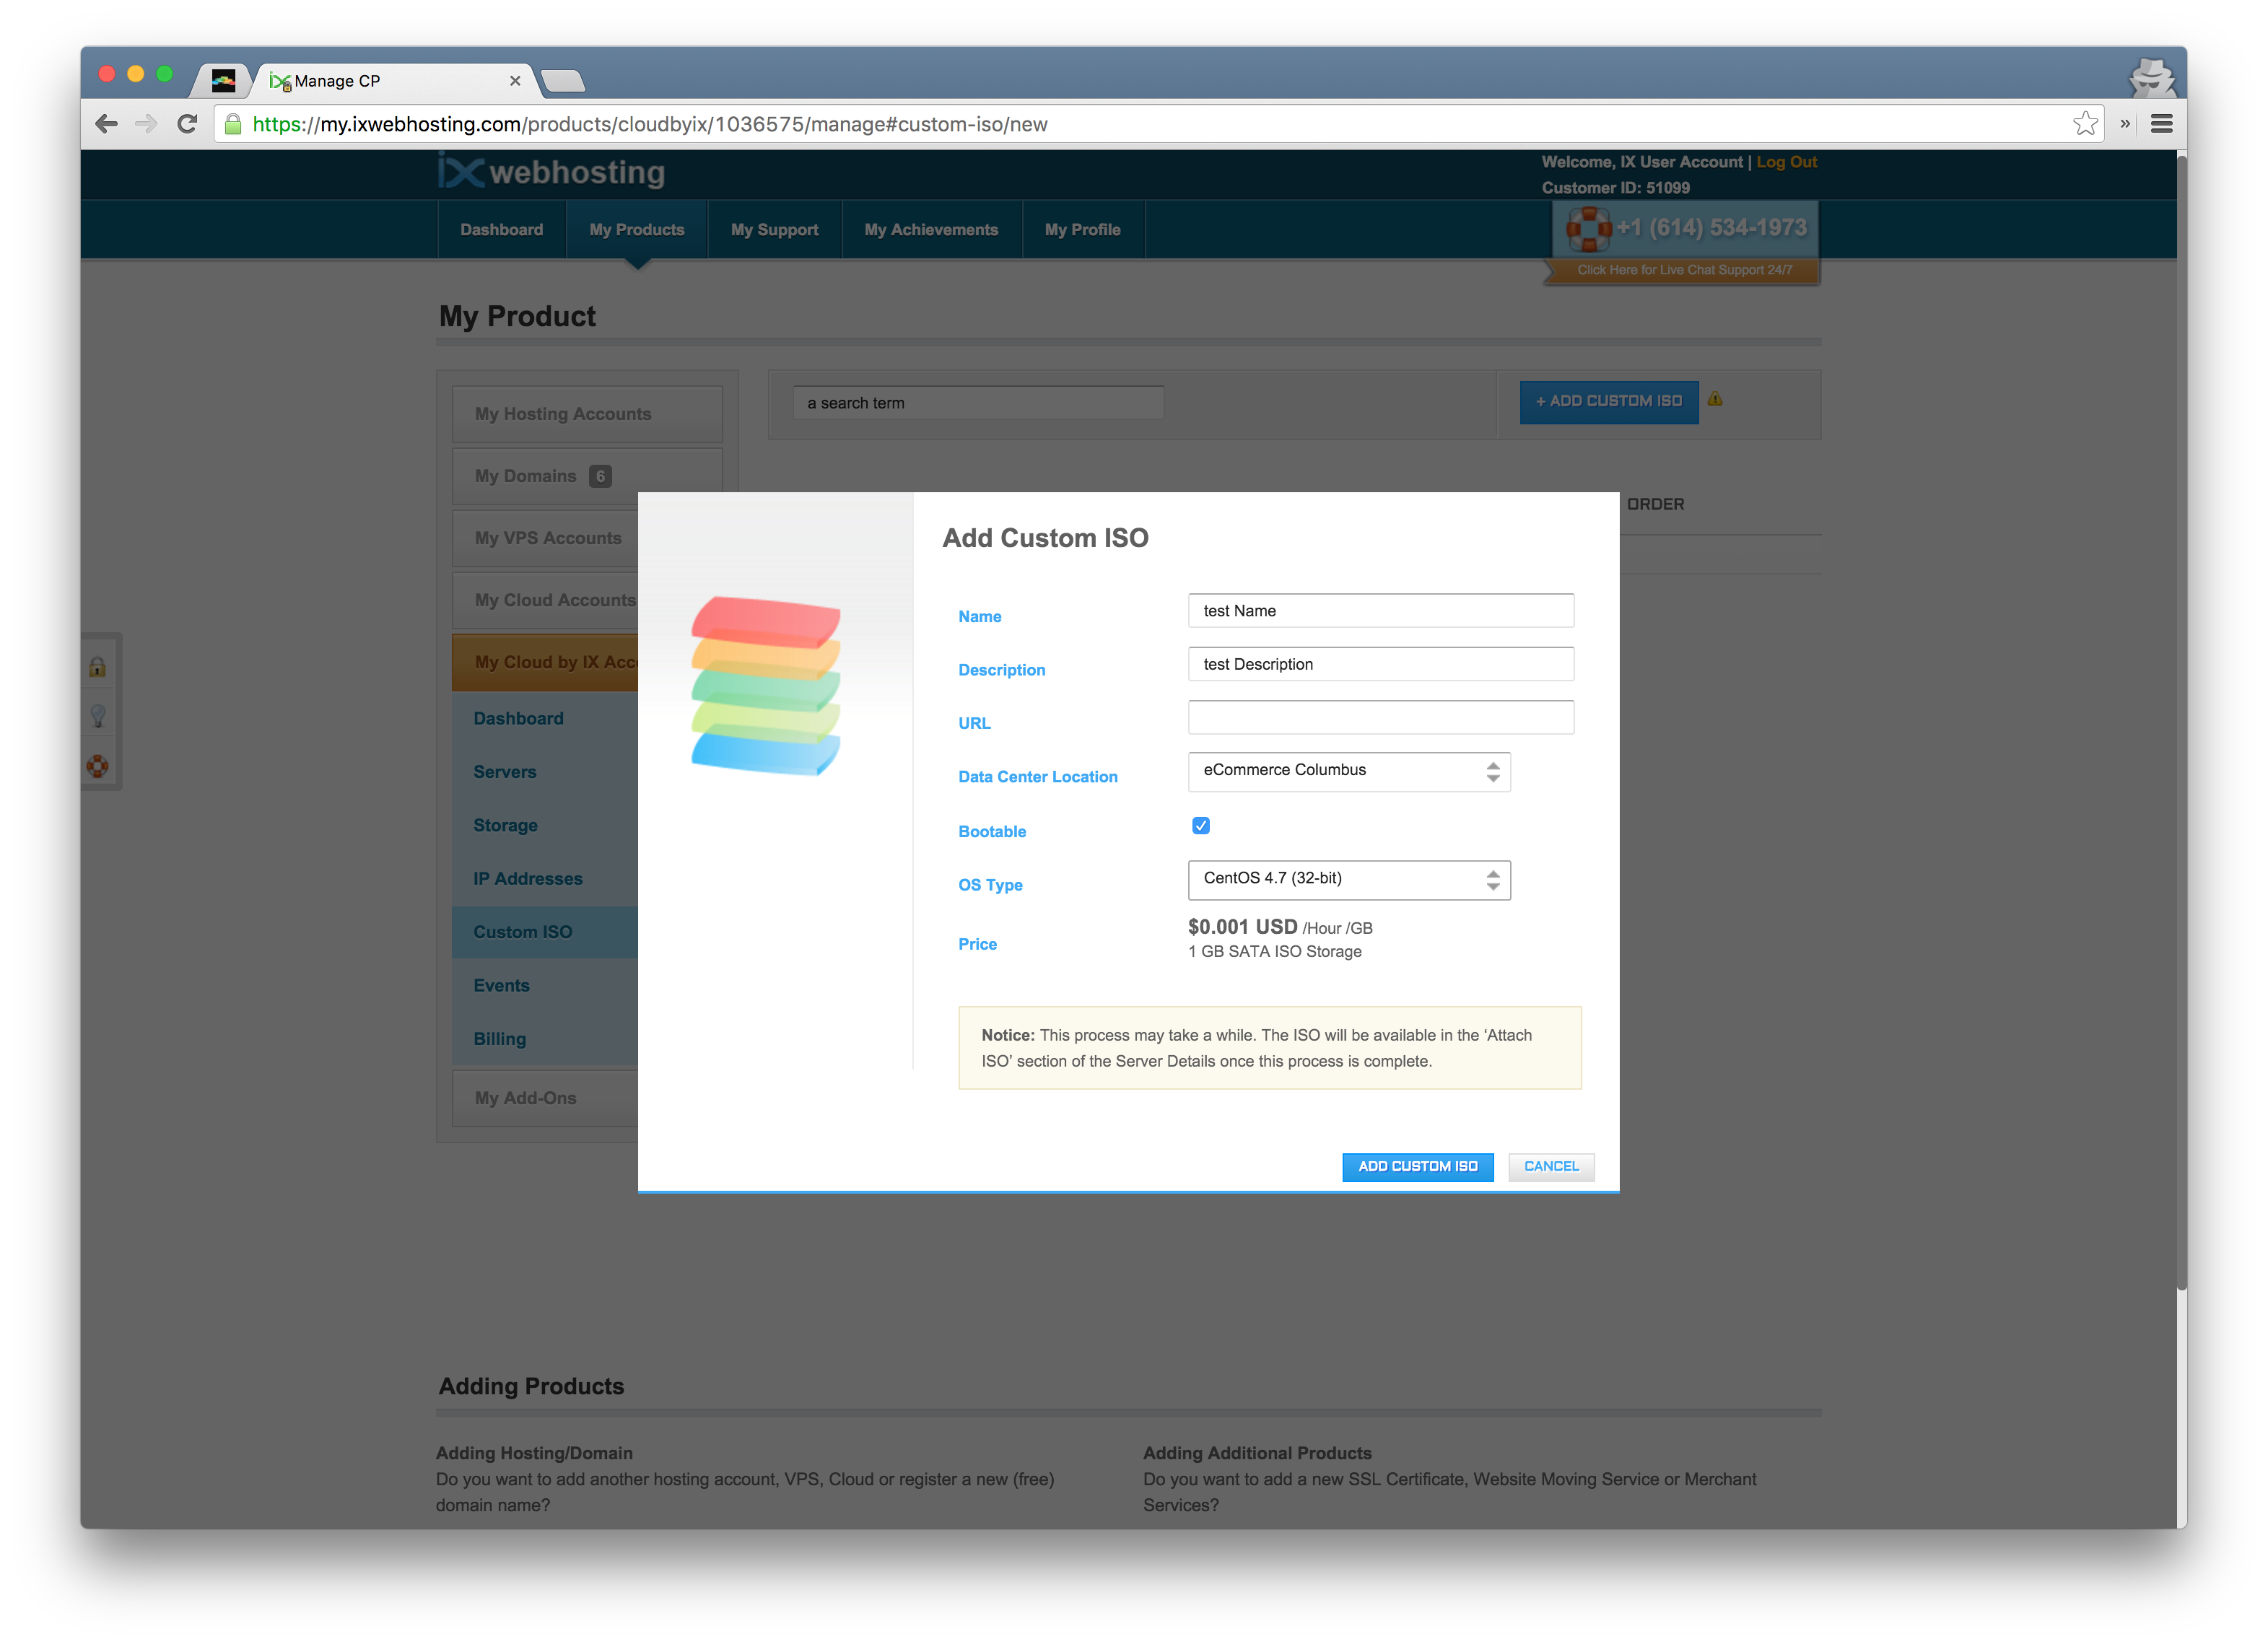 Manage CP
https://my.ixwebhosting.com/products/cloudbyix/1036575/manage#custom-iso/new
ix webhosting
Welcome, IX User Account | Log Out
Customer ID: 51099
Dashboard
My Products
My Support
My Achievements
My Profile
+1 (614) 534-1973
Click Here for Live Chat Support 24/7
My Product
My Hosting Accounts
My Domains 6
My VPS Accounts
My Cloud Accounts
My Cloud by IX Acc
Dashboard
Servers
Storage
IP Addresses
Custom ISO
Events
Billing
My Add-Ons
a search term
+ ADD CUSTOM ISO
ORDER
Add Custom ISO
Name
test Name
Description
test Description
URL
Data Center Location
eCommerce Columbus
Bootable
OS Type
CentOS 4.7 (32-bit)
Price
$0.001 USD /Hour /GB
1 GB SATA ISO Storage
Notice: This process may take a while. The ISO will be available in the ‘Attach
ISO’ section of the Server Details once this process is complete.
ADD CUSTOM ISO
CANCEL
Adding Products
Adding Hosting/Domain
Do you want to add another hosting account, VPS, Cloud or register a new (free)
domain name?
Adding Additional Products
Do you want to add a new SSL Certificate, Website Moving Service or Merchant
Services?